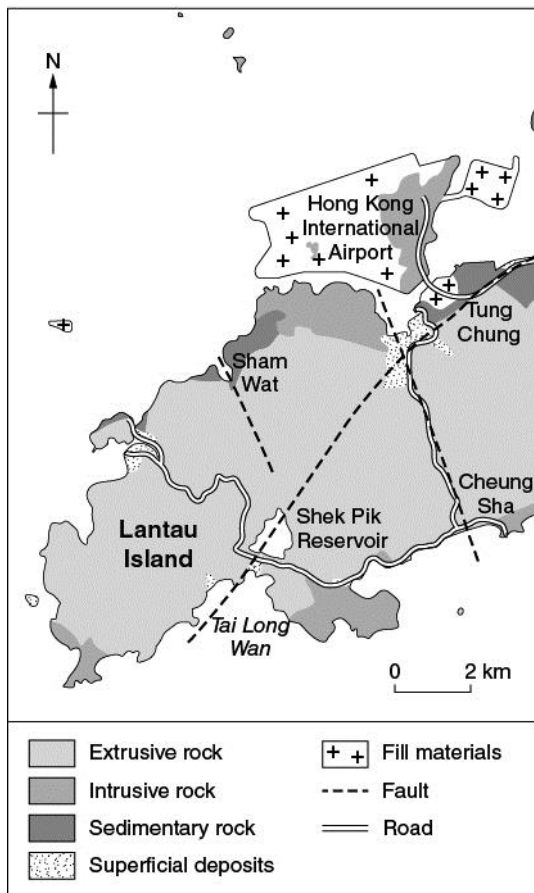 N
Hong Kong
International
Airport
Tung
Chung
Sham
Wat
Cheung
Sha
Shek Pik
Reservoir
Lantau
Island
Tai Long
Wan
0 2 km
Extrusive rock
Intrusive rock
Sedimentary rock
Superficial deposits
Fill materials
Fault
Road